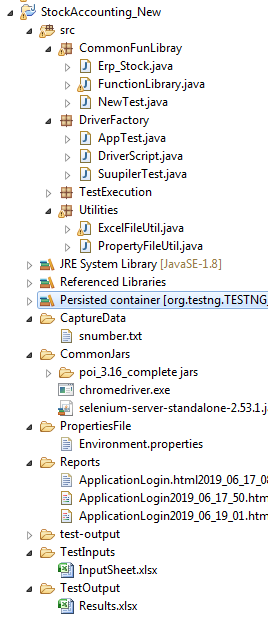 StockAccounting_New
src
CommonFunLibray
Erp_Stock.java
FunctionLibrary.java
NewTest.java
DriverFactory
AppTest.java
DriverScript.java
SuupilerTest.java
TestExecution
Utilities
ExcelFileUtil.java
PropertyFileUtil.java
JRE System Library [JavaSE-1.8]
Referenced Libraries
Persisted container [org.testng.TESTNG_
CaptureData
snumber.txt
CommonJars
poi_3.16_complete jars
chromedriver.exe
selenium-server-standalone-2.53.1.j
PropertiesFile
Environment.properties
Reports
ApplicationLogin.html2019_06_17_08
ApplicationLogin2019_06_17_50.htm
ApplicationLogin2019_06_19_01.htm
test-output
TestInputs
InputSheet.xlsx
TestOutput
Results.xlsx